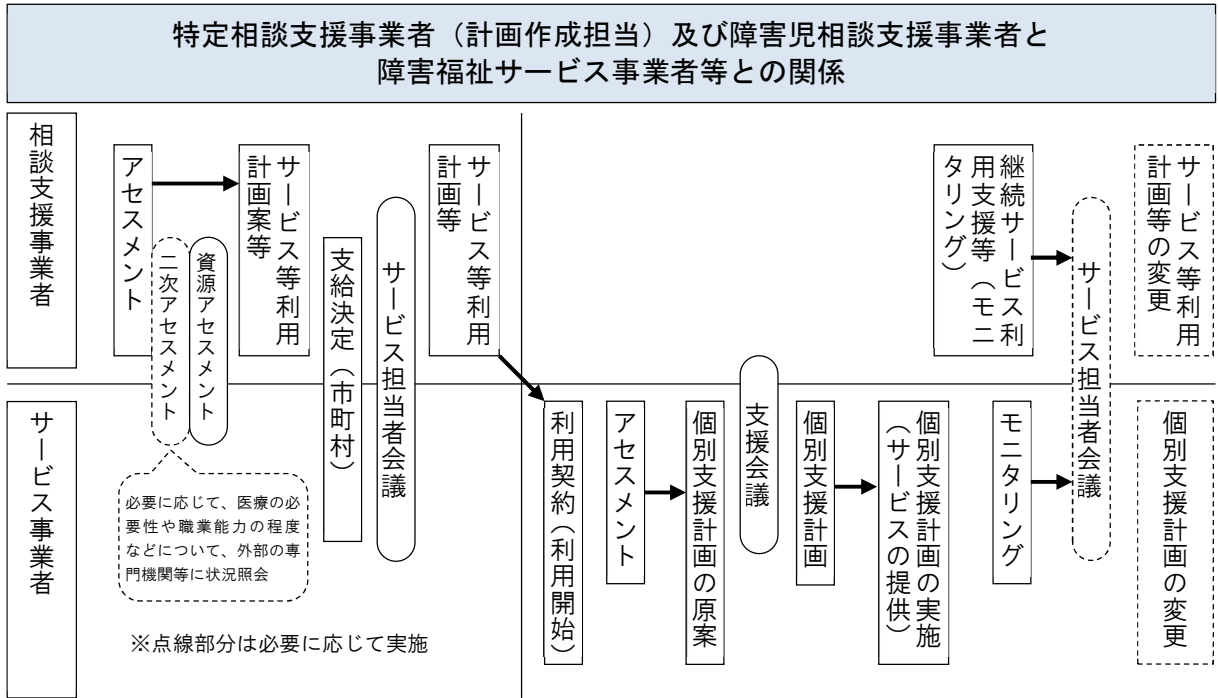 特定相談支援事業者（計画作成担当）及び障害児相談支援事業者と
障害福祉サービス事業者等との関係
相談支援事業者
アセスメント
二次アセスメント
資源アセスメント
サービス等利用
計画案等
支給決定（市町村）
サービス担当者会議
サービス等利用
計画等
継続サービス利
用支援等（モニ
タリング）
サービス担当者会議
サービス等利用
計画等の変更
サービス事業者
必要に応じて、医療の必
要性や職業能力の程度
などについて、外部の専
門機関等に状況照会
※点線部分は必要に応じて実施
利用契約（利用開始）
アセスメント
個別支援計画の原案
支援会議
個別支援計画
個別支援計画の実施
（サービスの提供）
モニタリング
個別支援計画の変更